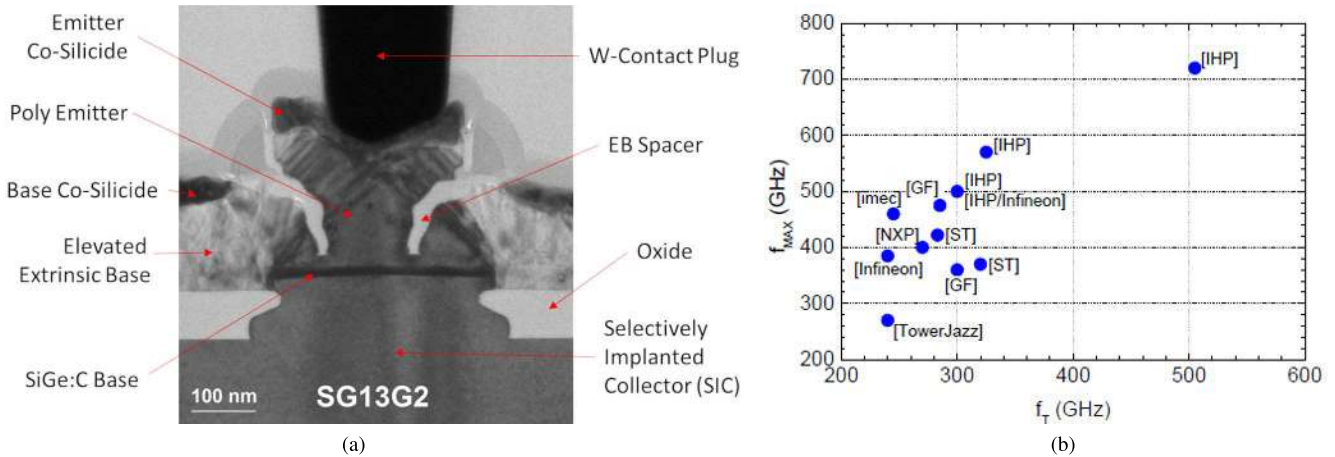 Emitter
Co-Silicide
Poly Emitter
Base Co-Silicide
Elevated
Extrinsic Base
SiGe:C Base
W-Contact Plug
EB Spacer
Oxide
Selectively
Implanted
Collector (SIC)
100 nm
SG13G2
(a)
800
700
600
500
400
300
200
f_MAX (GHz)
[IHP]
[IHP]
[IHP]
[GF]
[IHP/Infineon]
[imec]
[NXP]
[ST]
[Infineon]
[ST]
[GF]
[TowerJazz]
200
300
400
500
600
f_T (GHz)
(b)